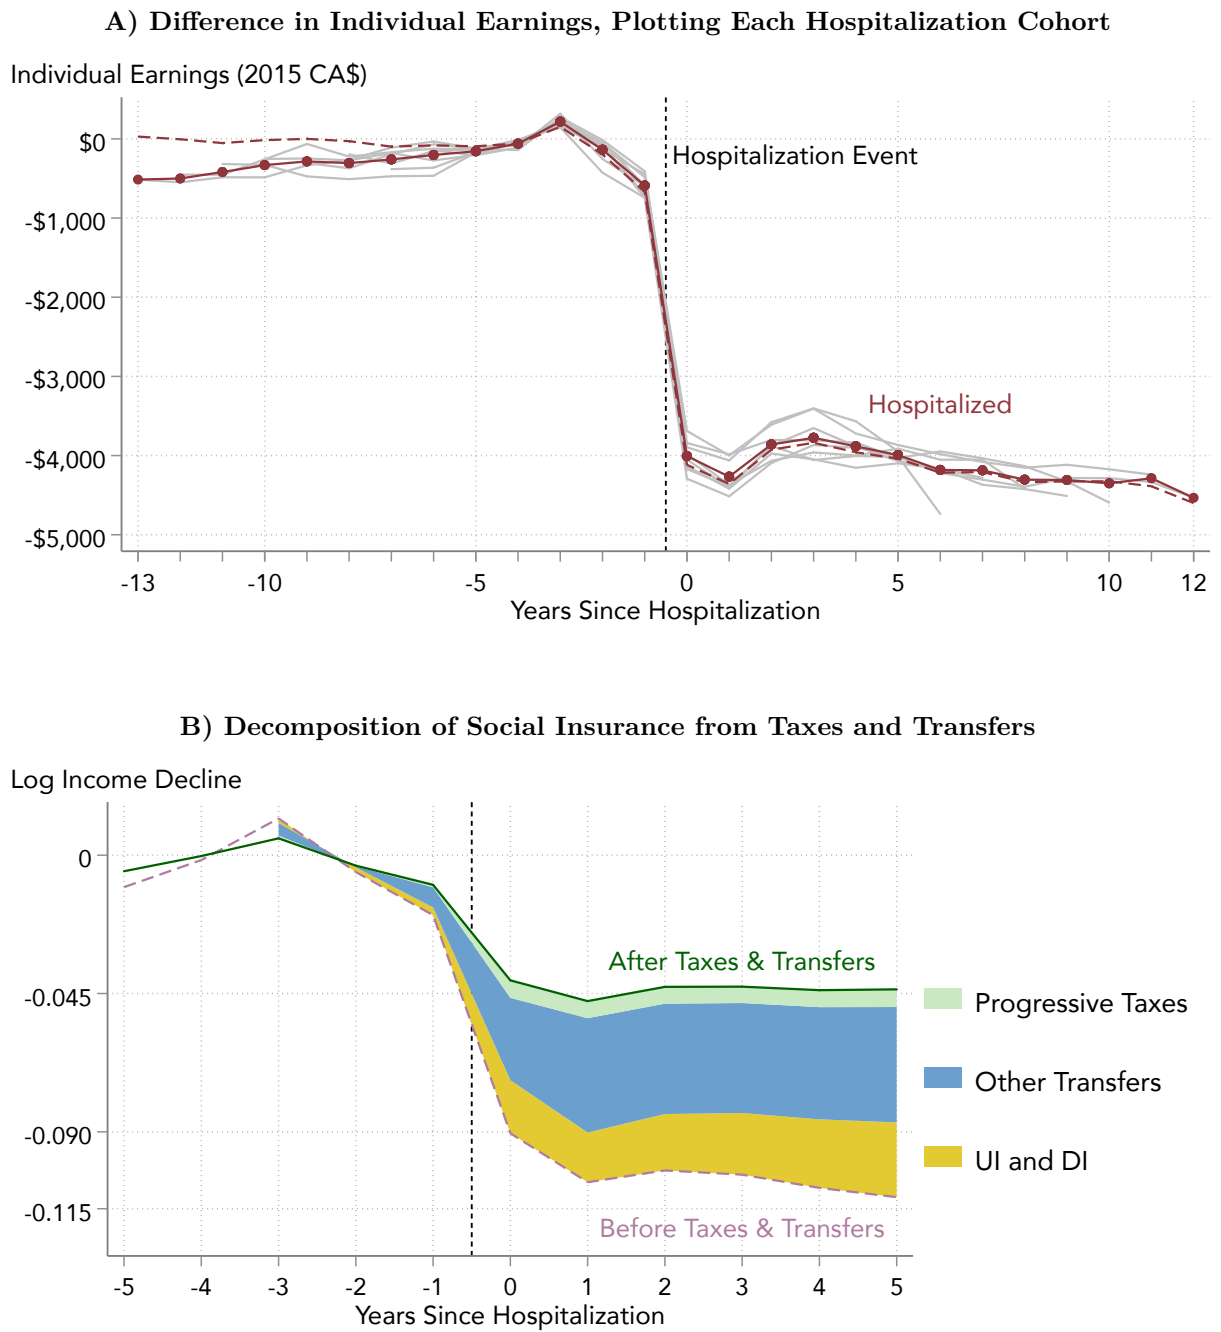 A) Difference in Individual Earnings, Plotting Each Hospitalization Cohort
Individual Earnings (2015 CA$)
$0
-$1,000
-$2,000
-$3,000
-$4,000
-$5,000
Hospitalization Event
Hospitalized
-13 -10 -5 0 5 10 12
Years Since Hospitalization
B) Decomposition of Social Insurance from Taxes and Transfers
Log Income Decline
0
-0.045
-0.090
-0.115
After Taxes & Transfers
Before Taxes & Transfers
Progressive Taxes
Other Transfers
UI and DI
-5 -4 -3 -2 -1 0 1 2 3 4 5
Years Since Hospitalization